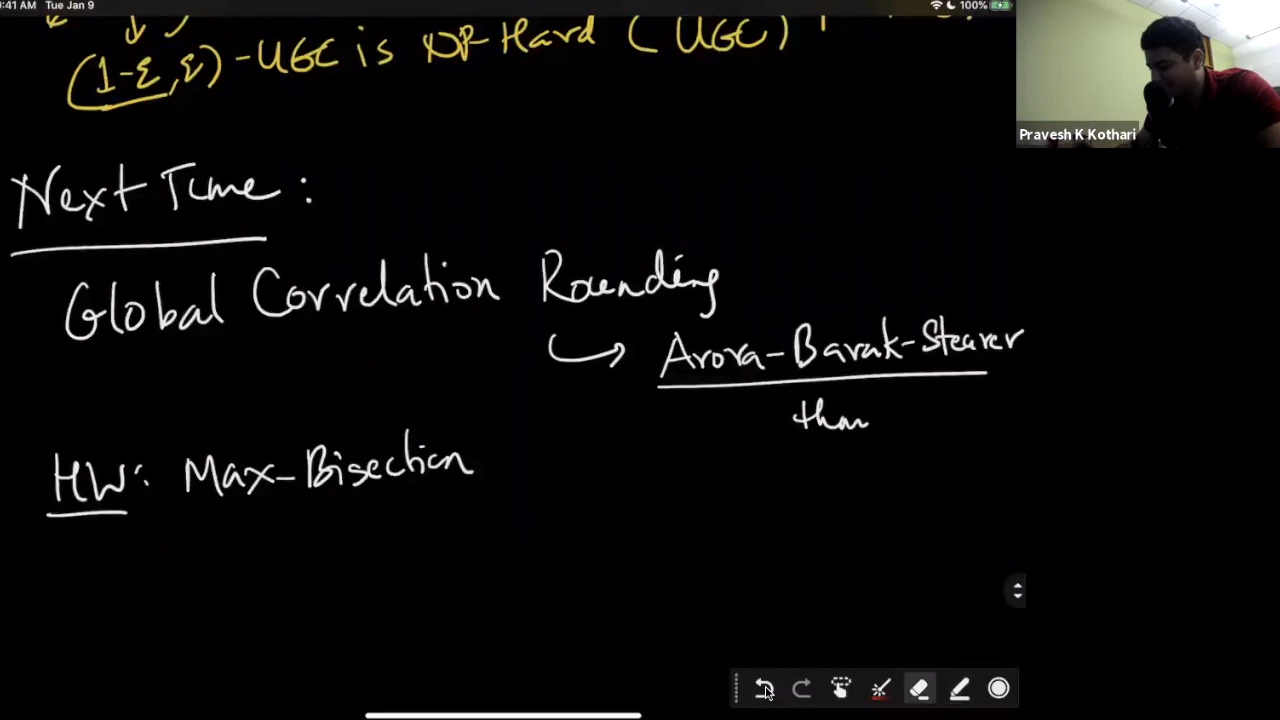 :41 AM Tue Jan 9
100%
(1-ε, ε) - UGC is NP-Hard (UGC)
Pravesh K Kothari
Next Time:
Global Correlation Rounding
↳ Arora-Barak-Steurer
thm
HW: Max-Bisection